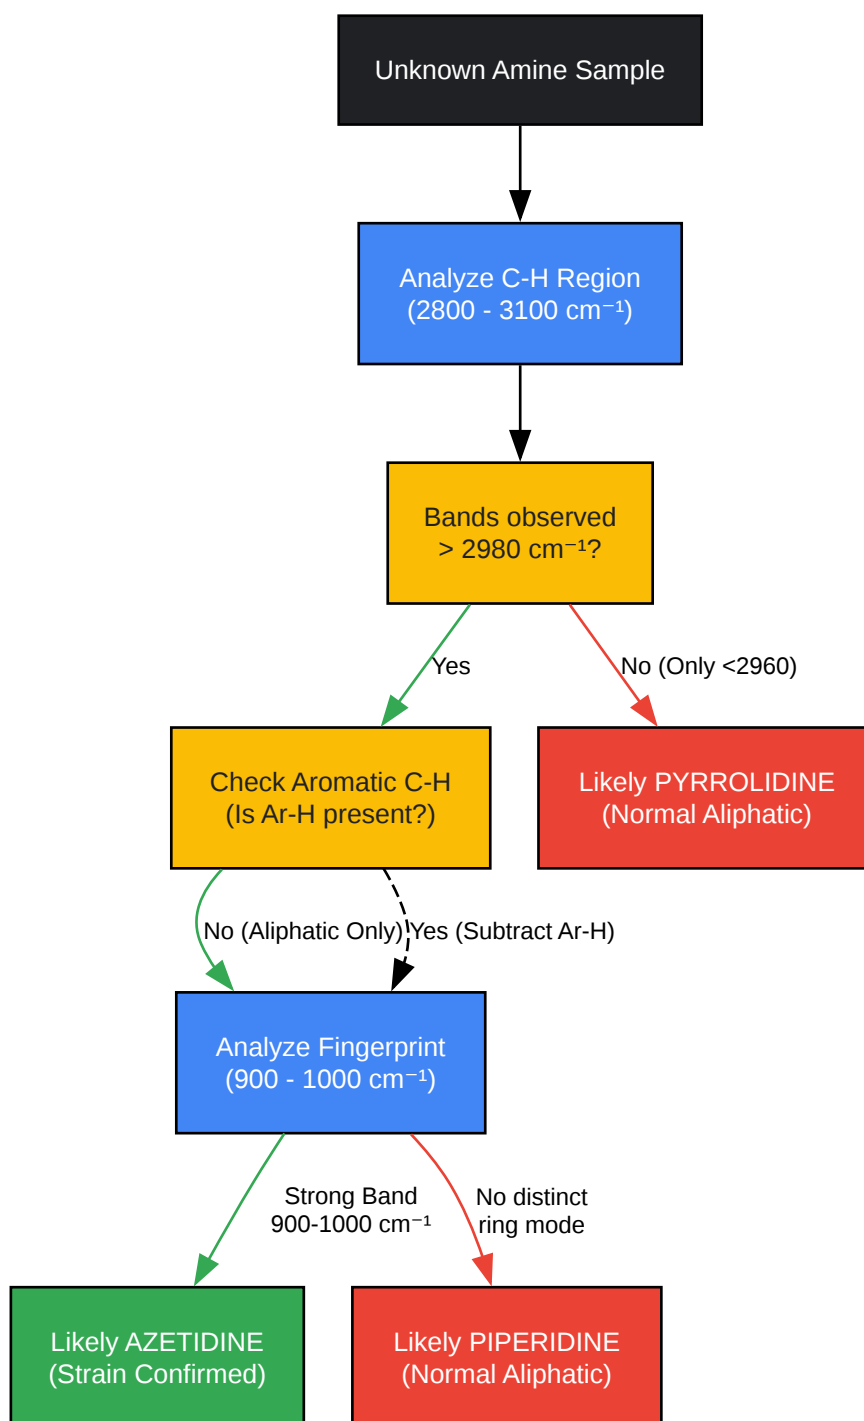 Unknown Amine Sample
Analyze C-H Region
(2800 - 3100 cm⁻¹)
Bands observed
> 2980 cm⁻¹?
Yes
No (Only <2960)
Check Aromatic C-H
(Is Ar-H present?)
Likely PYRROLIDINE
(Normal Aliphatic)
No (Aliphatic Only)
Yes (Subtract Ar-H)
Analyze Fingerprint
(900 - 1000 cm⁻¹)
Strong Band
900-1000 cm⁻¹
No distinct
ring mode
Likely AZETIDINE
(Strain Confirmed)
Likely PIPERIDINE
(Normal Aliphatic)